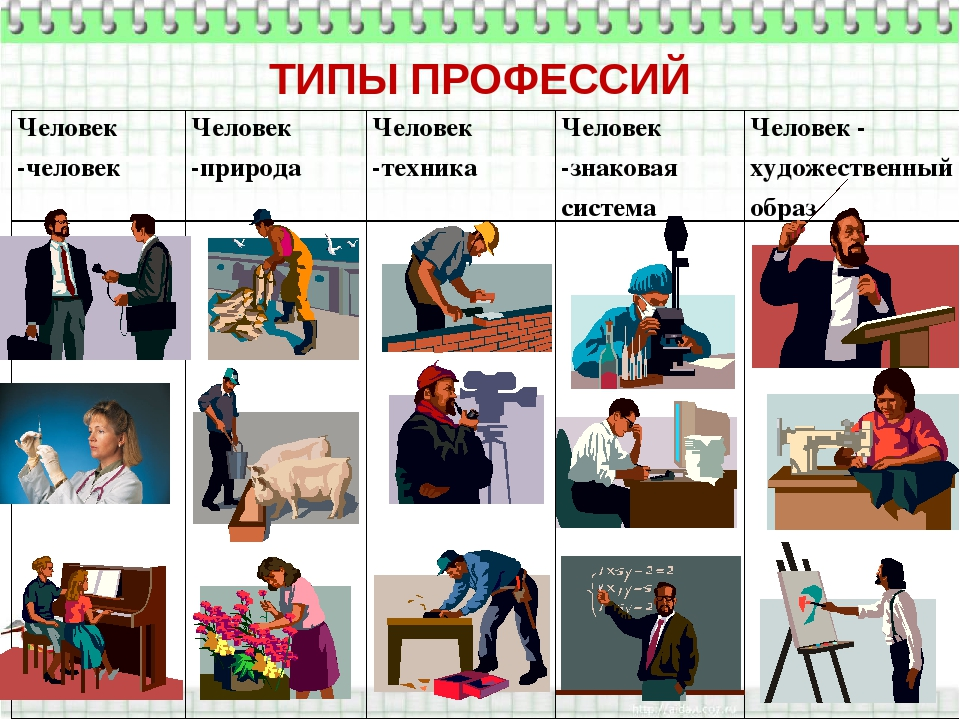 ТИПЫ ПРОФЕССИЙ
Человек
-человек
Человек
-природа
Человек
-техника
Человек
-знаковая
система
Человек -
художественный
образ